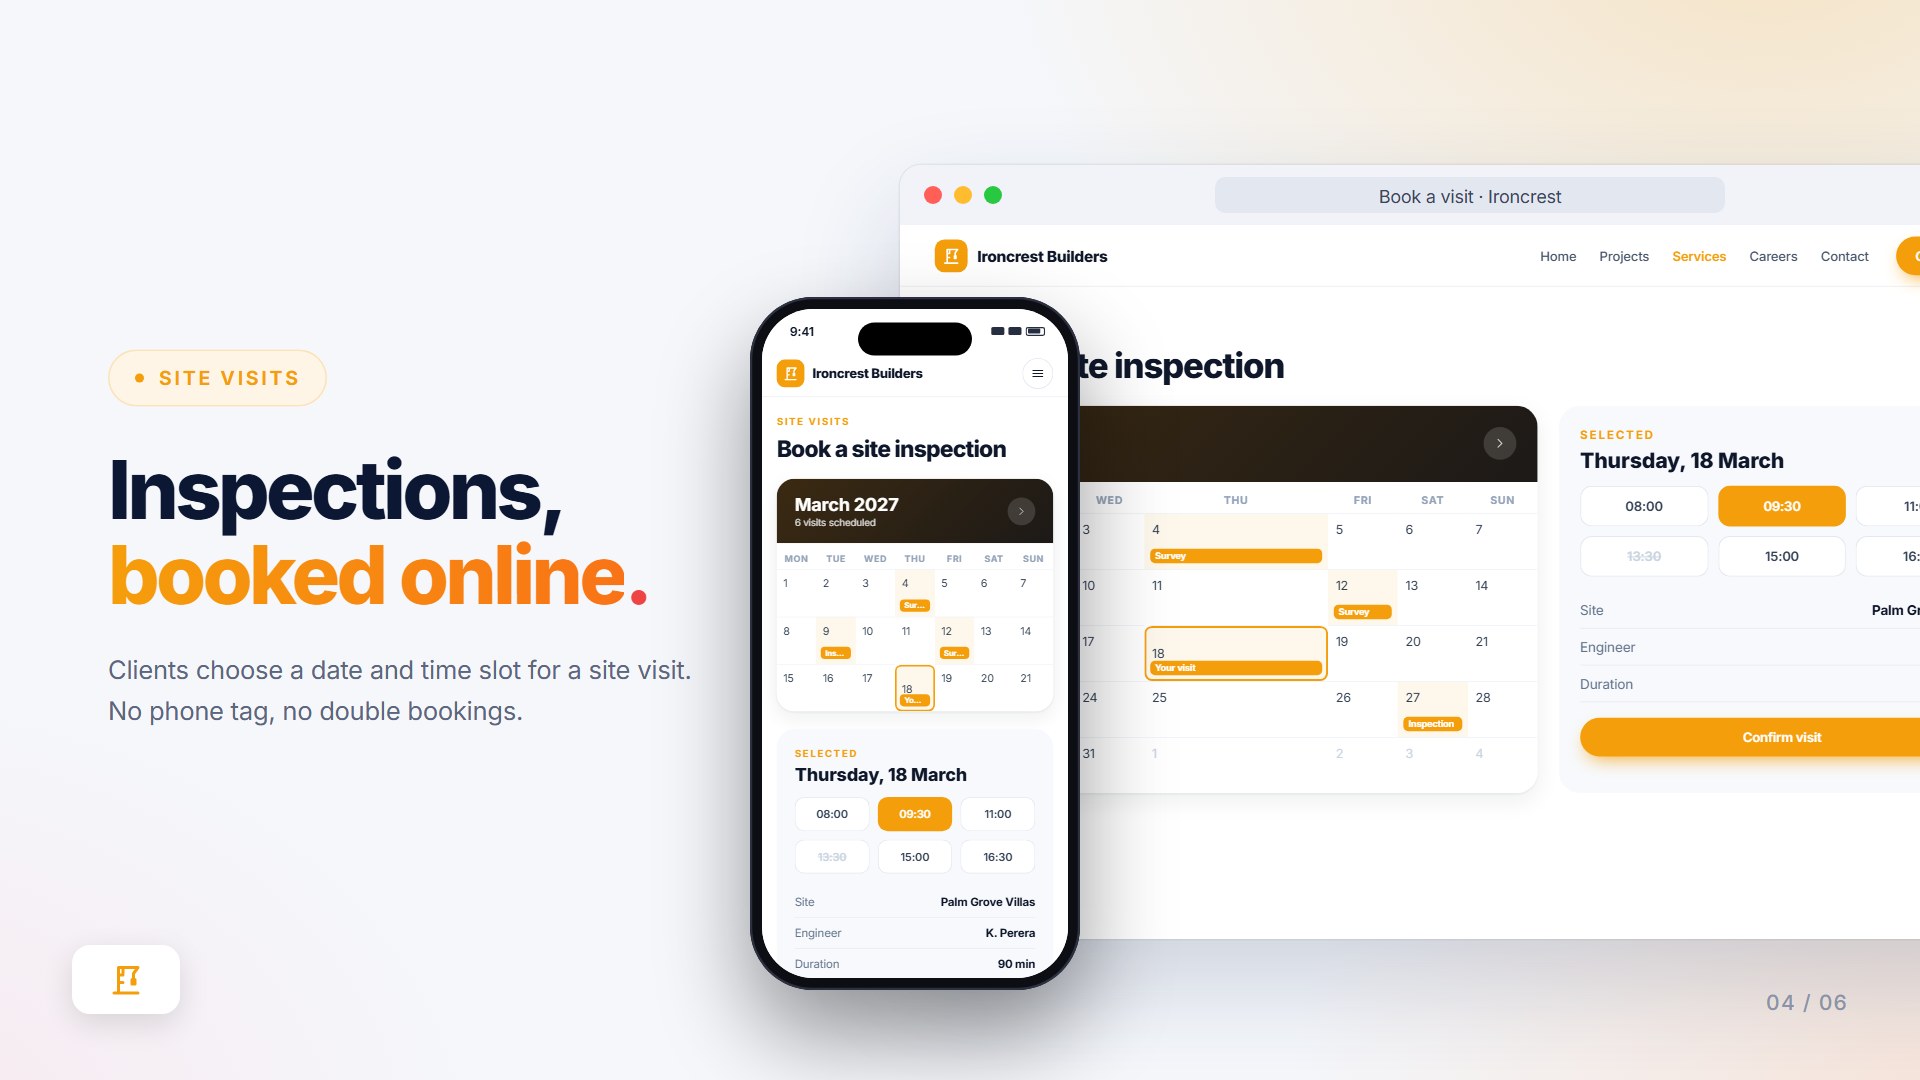 SITE VISITS
Inspections,
booked online.
Clients choose a date and time slot for a site visit.
No phone tag, no double bookings.
9:41
Ironcrest Builders
SITE VISITS
Book a site inspection
March 2027
6 visits scheduled
MON TUE WED THU FRI SAT SUN
1 2 3 4 5 6 7
Sur...
8 9 10 11 12 13 14
Ins... Sur...
15 16 17 18 19 20 21
Yo...
SELECTED
Thursday, 18 March
08:00 09:30 11:00
13:30 15:00 16:30
Site Palm Grove Villas
Engineer K. Perera
Duration 90 min
Book a visit · Ironcrest
Ironcrest Builders
Home Projects Services Careers Contact
te inspection
WED THU FRI SAT SUN
3 4 5 6 7
Survey
10 11 12 13 14
Survey
17 18 19 20 21
Your visit
24 25 26 27 28
Inspection
31 1 2 3 4
SELECTED
Thursday, 18 March
08:00 09:30 11:
13:30 15:00 16:
Site Palm Gr
Engineer
Duration
Confirm visit
04 / 06